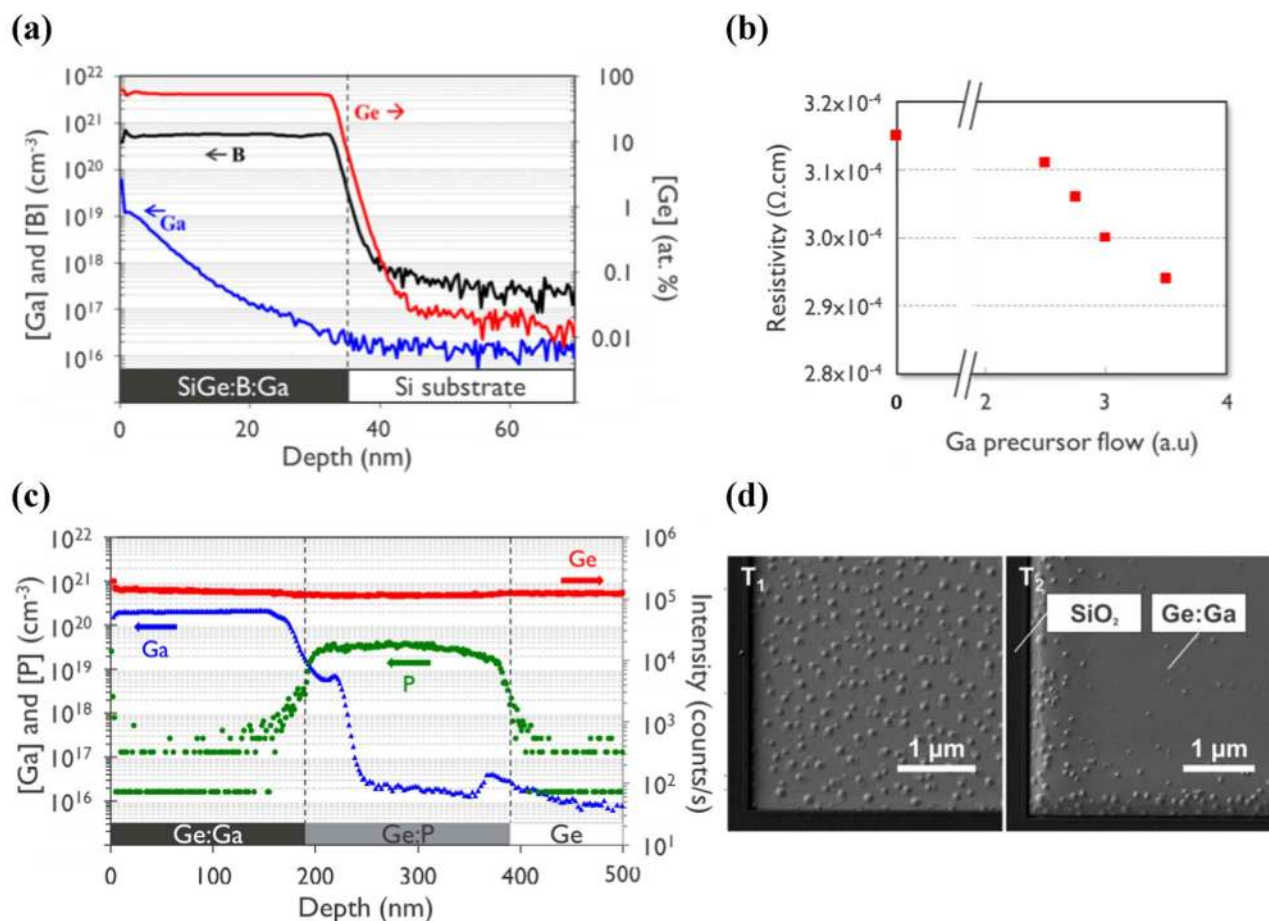 (a)
10²²
10²¹
10²⁰
10¹⁹
10¹⁸
10¹⁷
10¹⁶
[Ga] and [B] (cm⁻³)
100
10
1
0.1
0.01
[Ge] (at. %)
Ge →
← B
← Ga
SiGe:B:Ga
Si substrate
0 20 40 60
Depth (nm)
(b)
3.2x10⁻⁴
3.1x10⁻⁴
3.0x10⁻⁴
2.9x10⁻⁴
2.8x10⁻⁴
Resistivity (Ω.cm)
0 2 3 4
Ga precursor flow (a.u)
(c)
10²²
10²¹
10²⁰
10¹⁹
10¹⁸
10¹⁷
10¹⁶
[Ga] and [P] (cm⁻³)
10⁶
10⁵
10⁴
10³
10²
10¹
Intensity (counts/s)
Ge
Ga
P
Ge:Ga
Ge:P
Ge
0 100 200 300 400 500
Depth (nm)
(d)
T₁
1 μm
T₂
SiO₂
Ge:Ga
1 μm